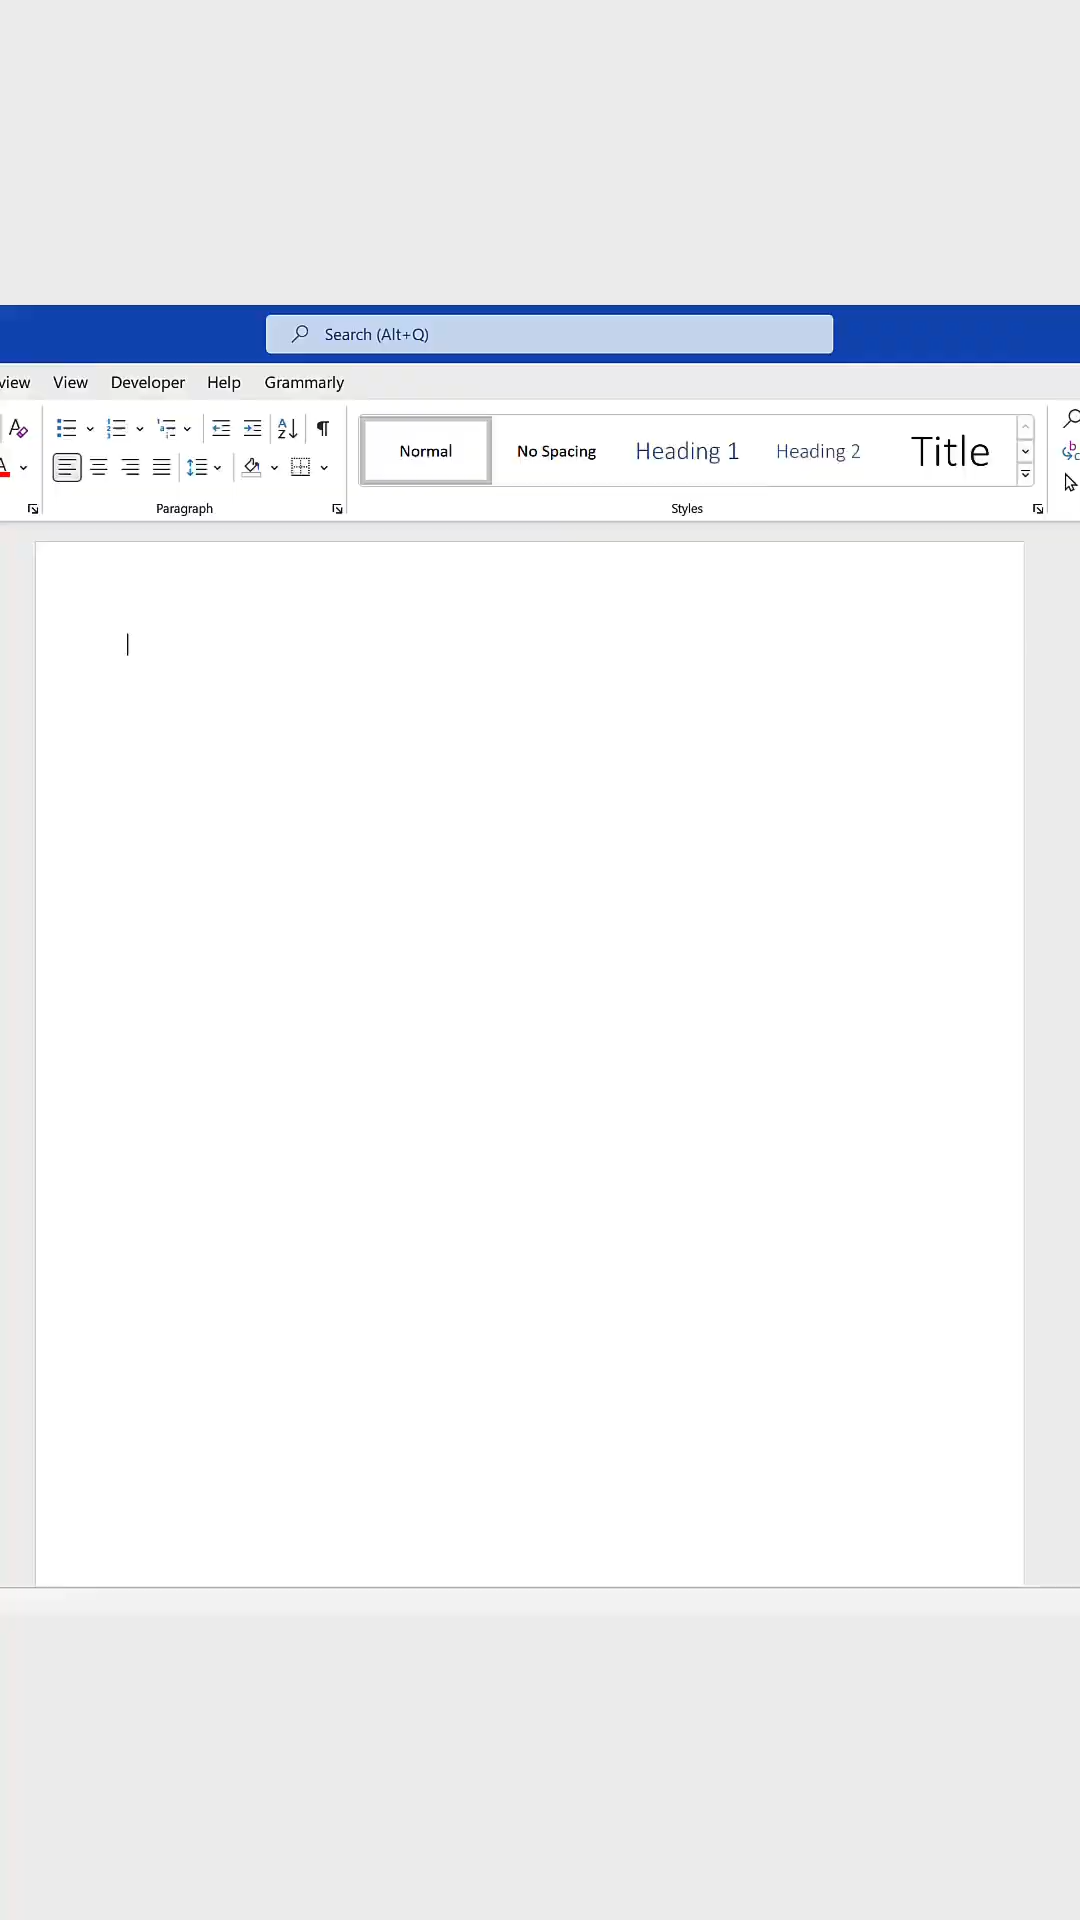 Search (Alt+Q)
view View Developer Help Grammarly
Normal No Spacing Heading 1 Heading 2 Title
Paragraph Styles